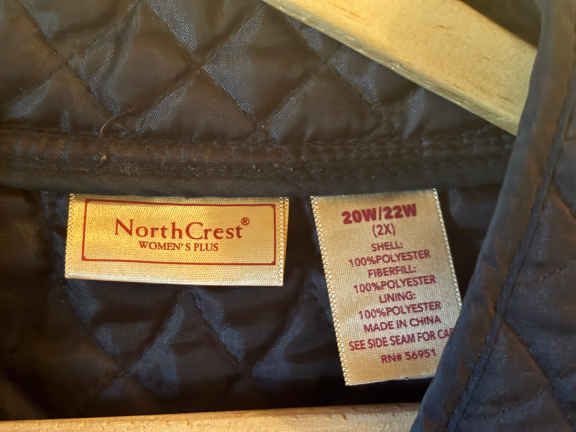 NorthCrest®
WOMEN'S PLUS
20W/22W
(2X)
SHELL:
100%POLYESTER
FIBERFILL:
100%POLYESTER
LINING:
100%POLYESTER
MADE IN CHINA
SEE SIDE SEAM FOR CAR
RN# 56951